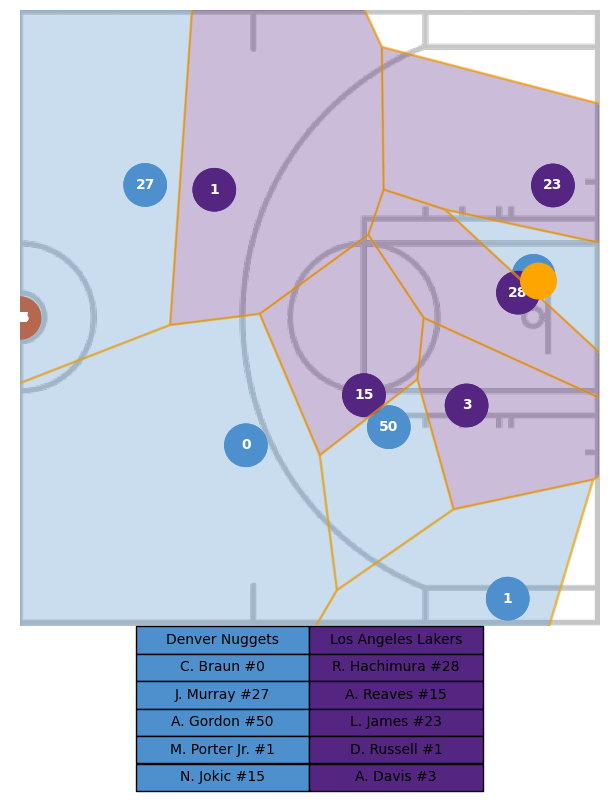 27
1
23
28
15
3
50
0
1
Denver Nuggets Los Angeles Lakers
C. Braun #0 R. Hachimura #28
J. Murray #27 A. Reaves #15
A. Gordon #50 L. James #23
M. Porter Jr. #1 D. Russell #1
N. Jokic #15 A. Davis #3